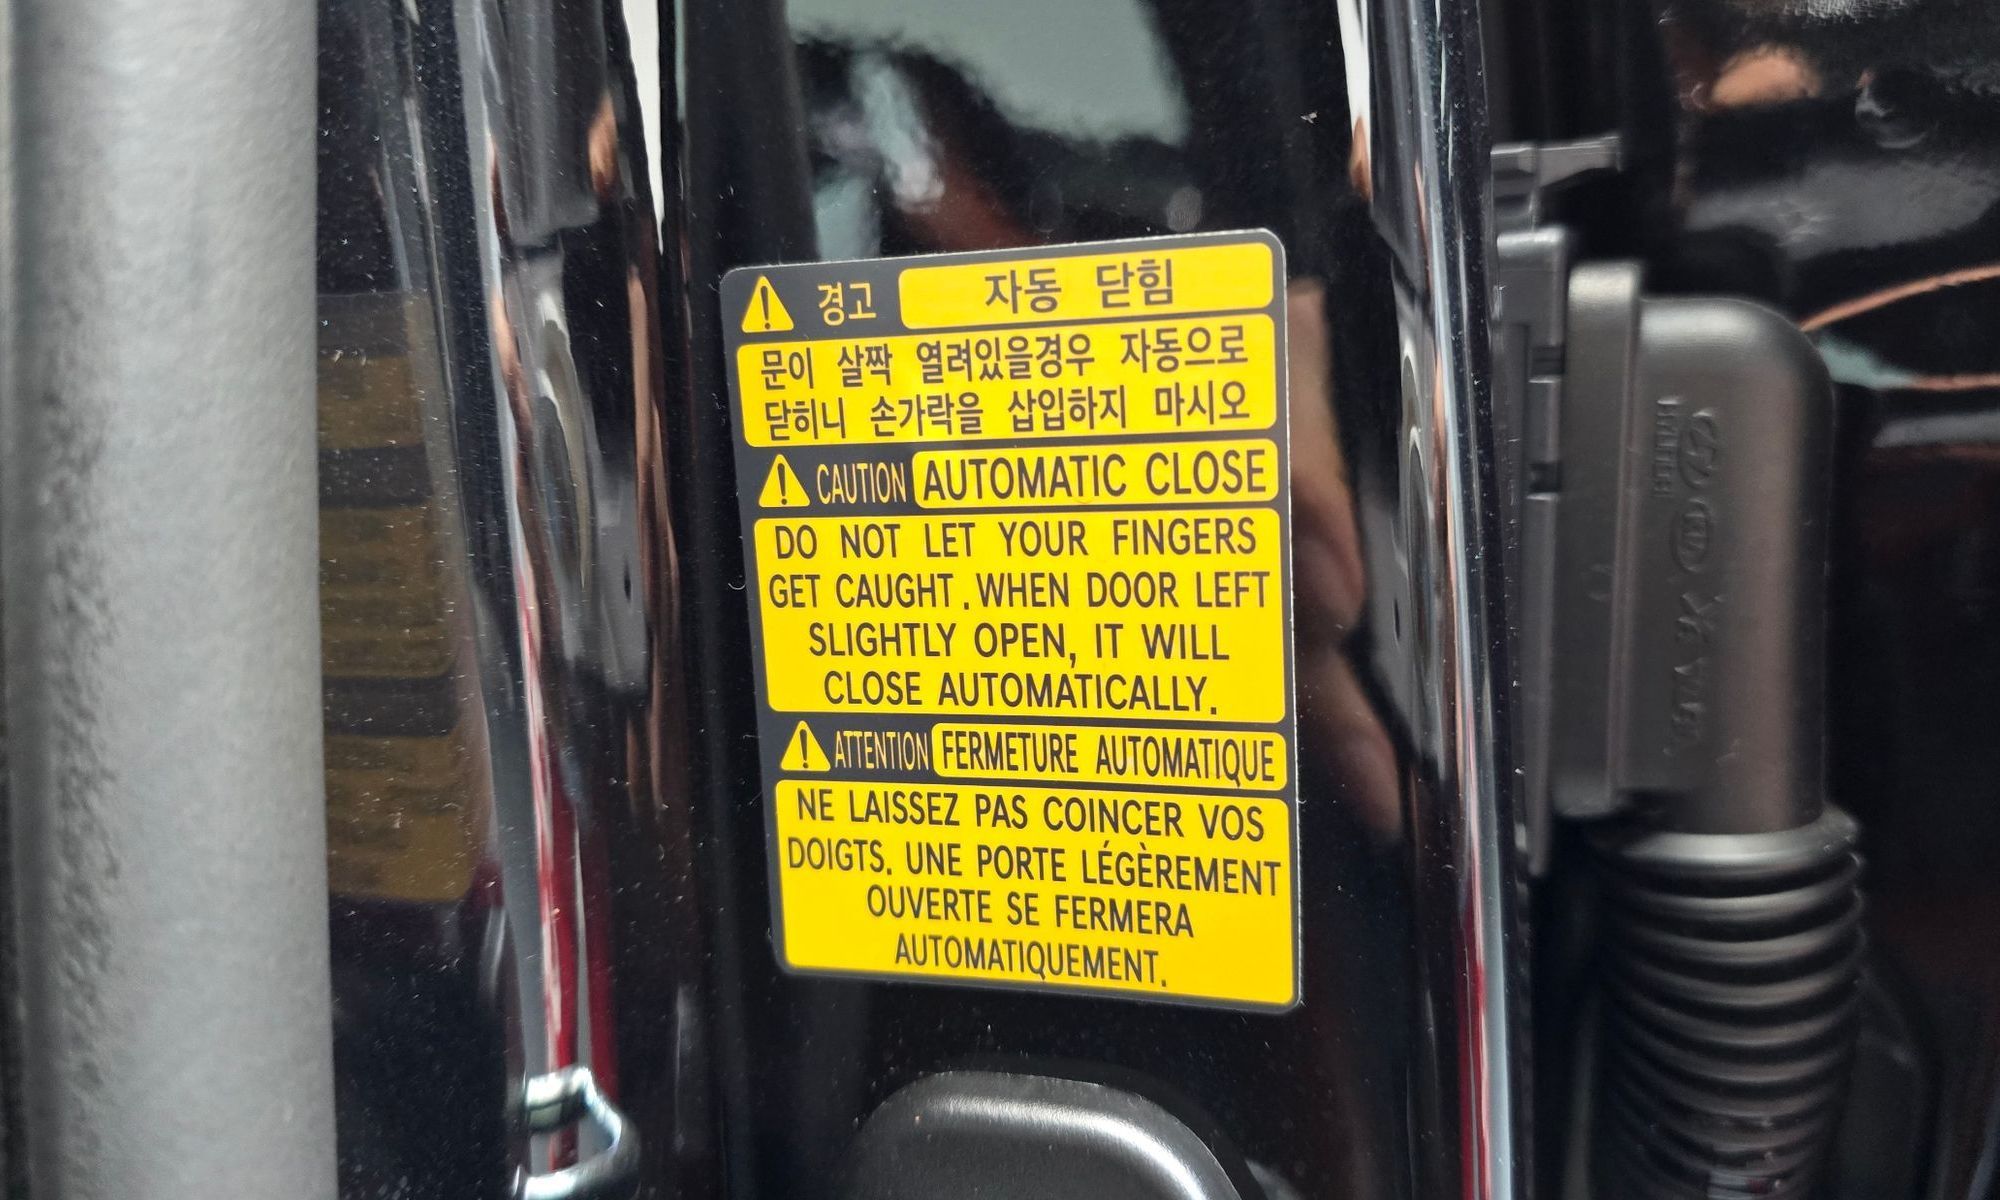 경고 자동 닫힘
문이 살짝 열려있을경우 자동으로
닫히니 손가락을 삽입하지 마시오
CAUTION AUTOMATIC CLOSE
DO NOT LET YOUR FINGERS
GET CAUGHT. WHEN DOOR LEFT
SLIGHTLY OPEN, IT WILL
CLOSE AUTOMATICALLY.
ATTENTION FERMETURE AUTOMATIQUE
NE LAISSEZ PAS COINCER VOS
DOIGTS. UNE PORTE LÉGÈREMENT
OUVERTE SE FERMERA
AUTOMATIQUEMENT.